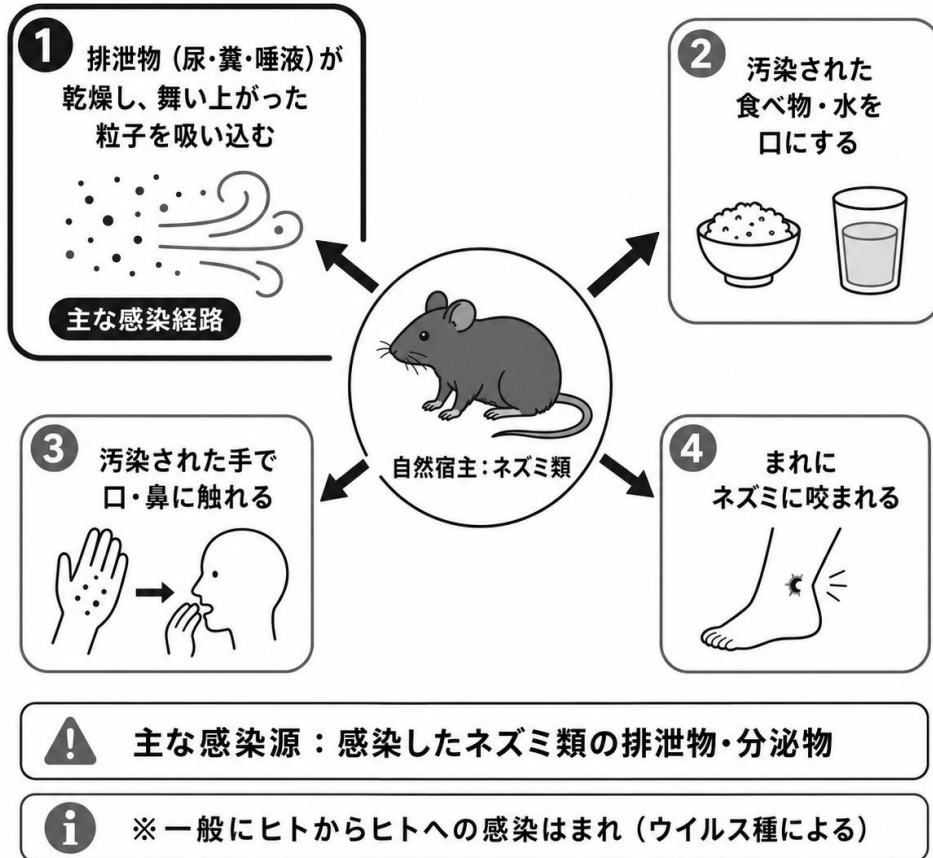 1
排泄物（尿・糞・唾液）が
乾燥し、舞い上がった
粒子を吸い込む
主な感染経路
2
汚染された
食べ物・水を
口にする
自然宿主：ネズミ類
3
汚染された手で
口・鼻に触れる
4
まれに
ネズミに咬まれる
主な感染源：感染したネズミ類の排泄物・分泌物
※一般にヒトからヒトへの感染はまれ（ウイルス種による）